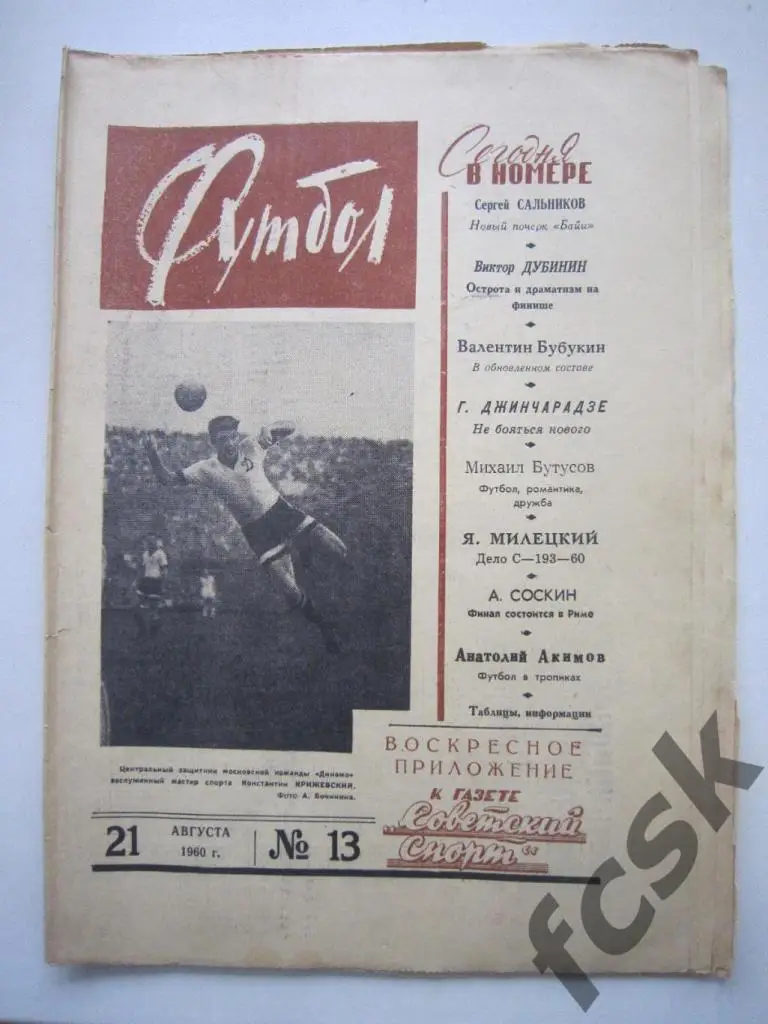 Футбол
Сегодня
В НОМЕРЕ
Сергей САЛЬНИКОВ
Новый почерк «Байи»
Виктор ДУБИНИН
Острота и драматизм на
финише
Валентин Бубукин
В обновленном составе
Г. ДЖИНЧАРАДЗЕ
Не бояться нового
Михаил Бутусов
Футбол, романтика,
дружба
Я. МИЛЕЦКИЙ
Дело С—193—60
А. СОСКИН
Финал состоится в Риме
Анатолий Акимов
Футбол в тропиках
Таблицы, информации
Центральный защитник московской команды «Динамо»
заслуженный мастер спорта Константин КРИЖЕВСКИЙ.
Фото А. Бочинина.
ВОСКРЕСНОЕ
ПРИЛОЖЕНИЕ
К ГАЗЕТЕ
„Советский
Спорт“
21 АВГУСТА
1960 г. № 13
fcsk